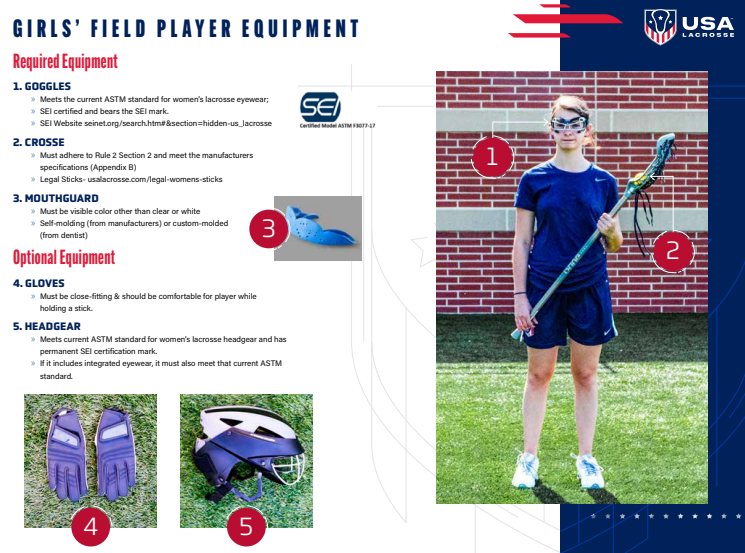 GIRLS' FIELD PLAYER EQUIPMENT
USA
LACROSSE
Required Equipment
1. GOGGLES
» Meets the current ASTM standard for women's lacrosse eyewear;
» SEI certified and bears the SEI mark.
» SEI Website seinet.org/search.htm#&section=hidden-us_lacrosse
SEI
Certified Model ASTM F3077-17
2. CROSSE
» Must adhere to Rule 2 Section 2 and meet the manufacturers
specifications (Appendix B)
» Legal Sticks- usalacrosse.com/legal-womens-sticks
3. MOUTHGUARD
» Must be visible color other than clear or white
» Self-molding (from manufacturers) or custom-molded
(from dentist)
3
Optional Equipment
4. GLOVES
» Must be close-fitting & should be comfortable for player while
holding a stick.
5. HEADGEAR
» Meets current ASTM standard for women's lacrosse headgear and has
permanent SEI certification mark.
» If it includes integrated eyewear, it must also meet that current ASTM
standard.
4
5
1
2